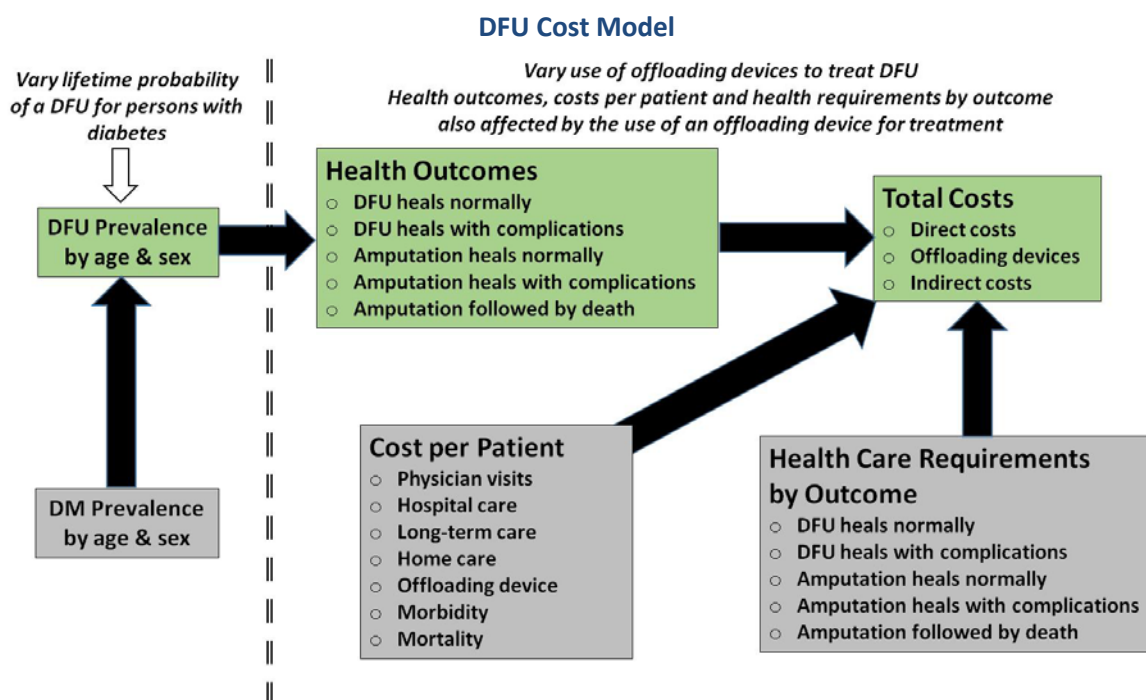 DFU Cost Model
Vary lifetime probability
of a DFU for persons with
diabetes
Vary use of offloading devices to treat DFU
Health outcomes, costs per patient and health requirements by outcome
also affected by the use of an offloading device for treatment
DFU Prevalence
by age & sex
Health Outcomes
○ DFU heals normally
○ DFU heals with complications
○ Amputation heals normally
○ Amputation heals with complications
○ Amputation followed by death
Total Costs
○ Direct costs
○ Offloading devices
○ Indirect costs
DM Prevalence
by age & sex
Cost per Patient
○ Physician visits
○ Hospital care
○ Long-term care
○ Home care
○ Offloading device
○ Morbidity
○ Mortality
Health Care Requirements
by Outcome
○ DFU heals normally
○ DFU heals with complications
○ Amputation heals normally
○ Amputation heals with complications
○ Amputation followed by death